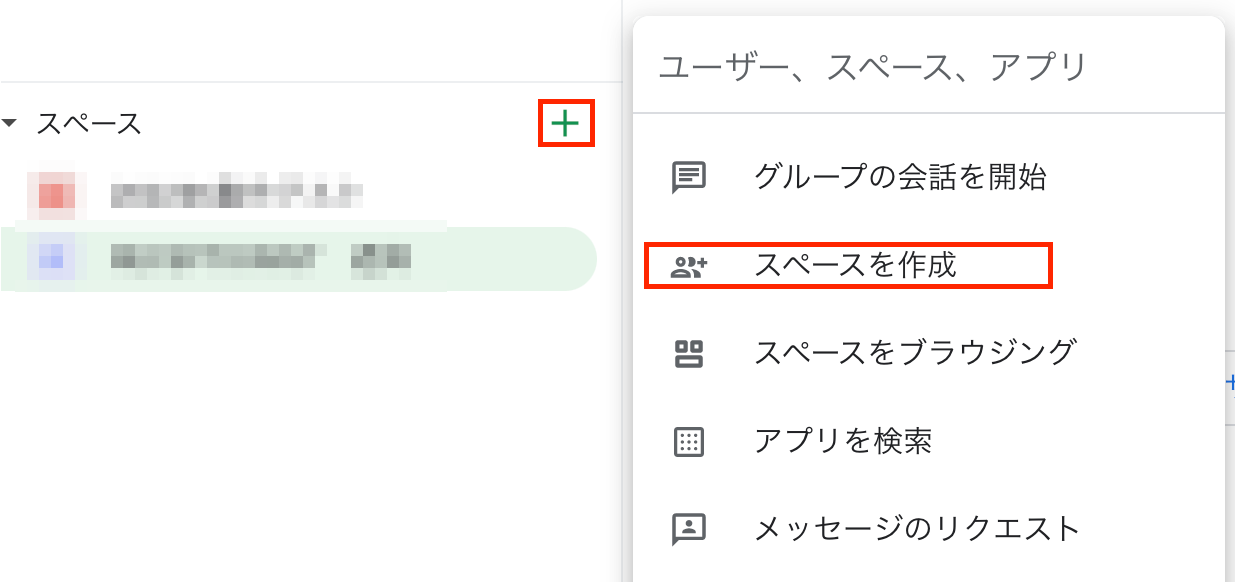 スペース
ユーザー、スペース、アプリ
グループの会話を開始
スペースを作成
スペースをブラウジング
アプリを検索
メッセージのリクエスト